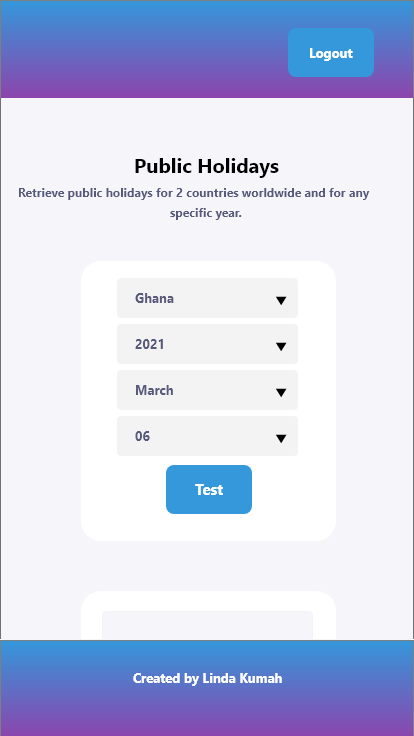 Logout
Public Holidays
Retrieve public holidays for 2 countries worldwide and for any
specific year.
Ghana
2021
March
06
Test
Created by Linda Kumah